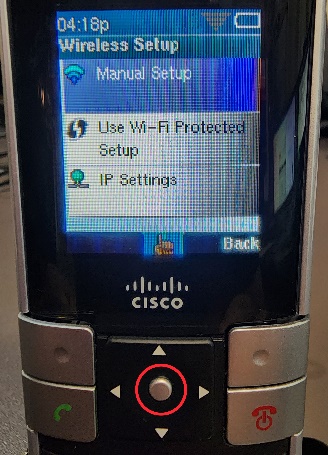 04:18p
Wireless Setup
Manual Setup
Use Wi-Fi Protected
Setup
IP Settings
Back
CISCO